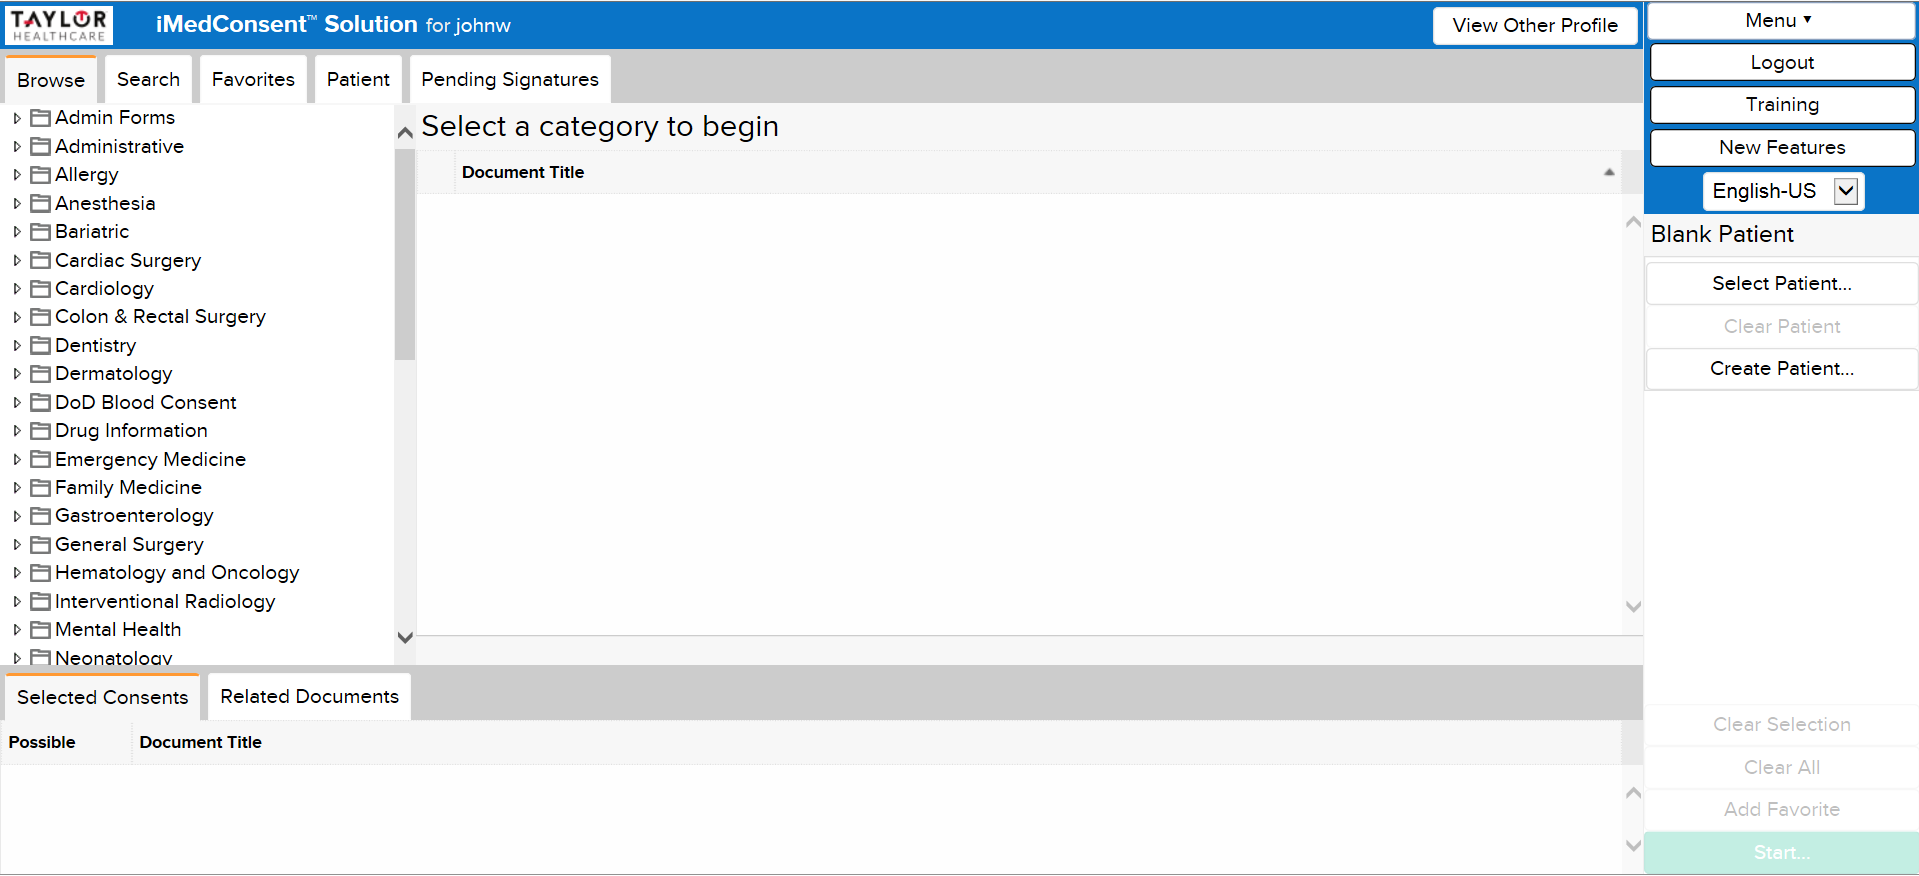 TAYLOR
HEALTHCARE
iMedConsent™ Solution for johnw
View Other Profile
Menu ▾
Logout
Training
New Features
English-US
Browse
Search
Favorites
Patient
Pending Signatures
Admin Forms
Administrative
Allergy
Anesthesia
Bariatric
Cardiac Surgery
Cardiology
Colon & Rectal Surgery
Dentistry
Dermatology
DoD Blood Consent
Drug Information
Emergency Medicine
Family Medicine
Gastroenterology
General Surgery
Hematology and Oncology
Interventional Radiology
Mental Health
Neonatology
Select a category to begin
Document Title
Blank Patient
Select Patient...
Clear Patient
Create Patient...
Selected Consents
Related Documents
Possible
Document Title
Clear Selection
Clear All
Add Favorite
Start...